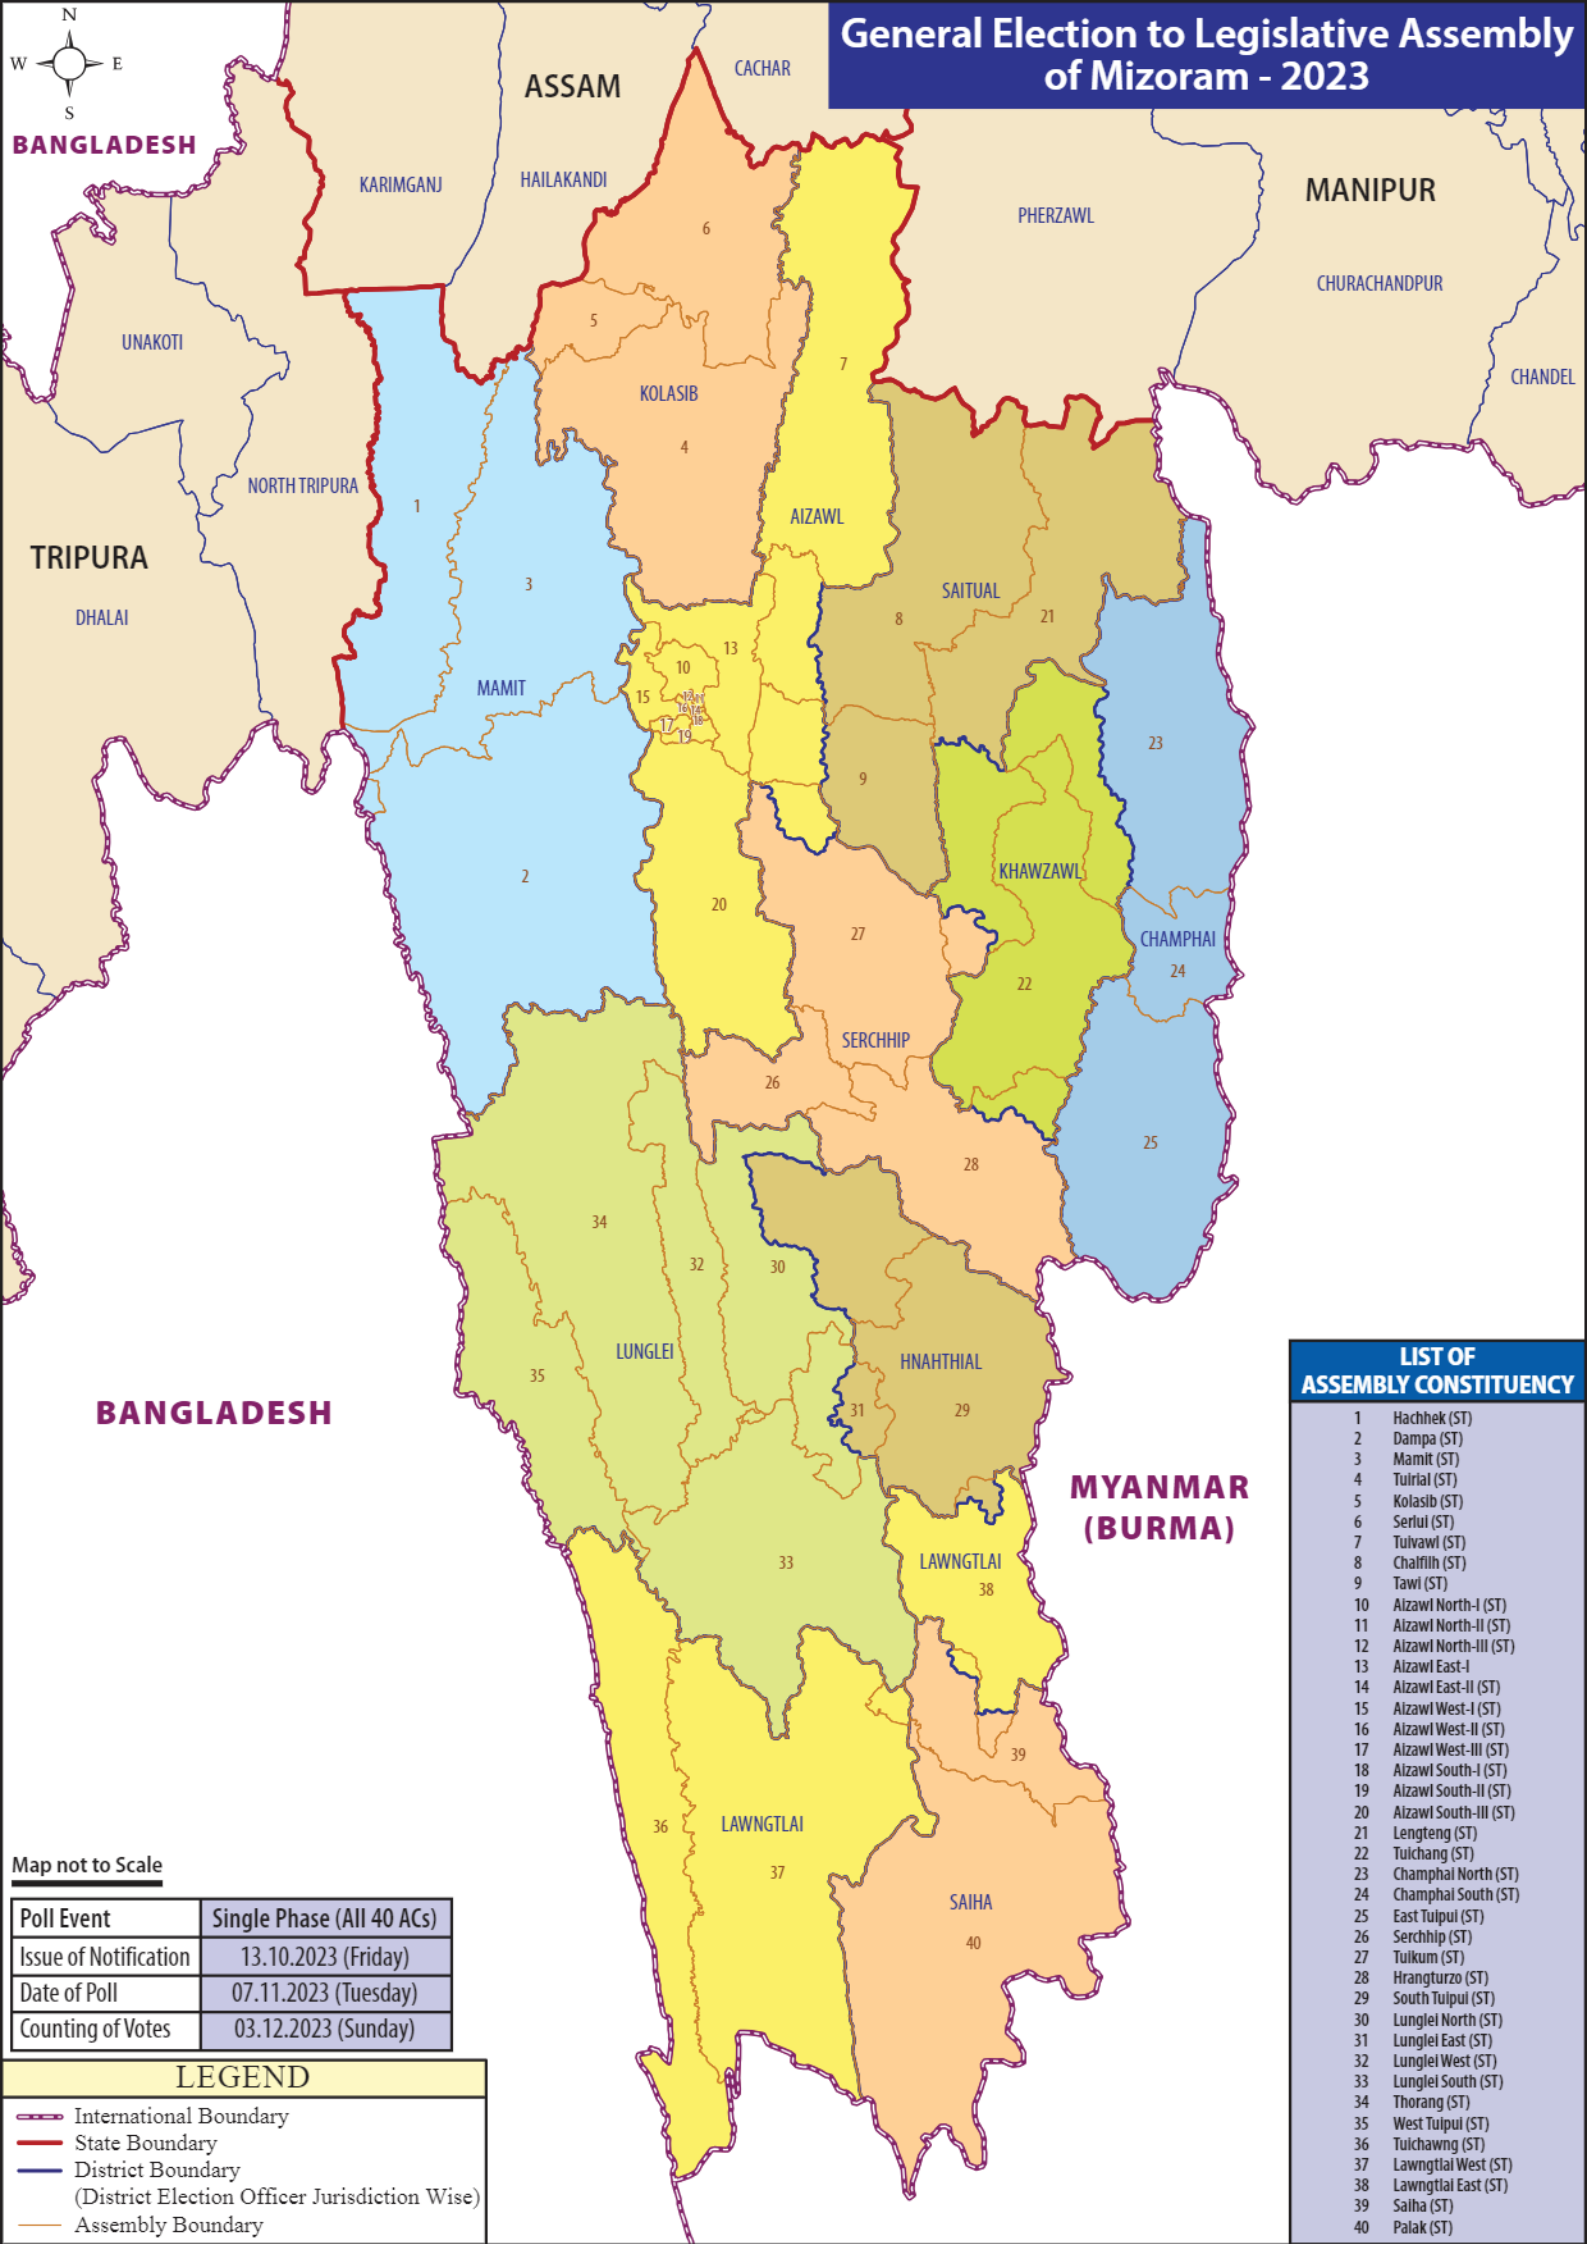 General Election to Legislative Assembly
of Mizoram - 2023
N
W
E
S
BANGLADESH
ASSAM
CACHAR
KARIMGANJ
HAILAKANDI
MANIPUR
PHERZAWL
CHURACHANDPUR
CHANDEL
UNAKOTI
NORTH TRIPURA
TRIPURA
DHALAI
6
5
7
KOLASIB
4
1
AIZAWL
3
SAITUAL
8
21
13
10
15
MAMIT
12
11
16
14
18
17
19
23
9
2
KHAWZAWL
20
27
CHAMPHAI
24
22
SERCHHIP
26
25
28
34
32
30
LUNGLEI
HNAHTHIAL
35
31
29
BANGLADESH
MYANMAR
(BURMA)
LAWNGTLAI
33
38
39
36
LAWNGTLAI
37
SAIHA
40
LIST OF
ASSEMBLY CONSTITUENCY
1 Hachhek (ST)
2 Dampa (ST)
3 Mamit (ST)
4 Tuirial (ST)
5 Kolasib (ST)
6 Serlui (ST)
7 Tuivawl (ST)
8 Chalfilh (ST)
9 Tawi (ST)
10 Aizawl North-I (ST)
11 Aizawl North-II (ST)
12 Aizawl North-III (ST)
13 Aizawl East-I
14 Aizawl East-II (ST)
15 Aizawl West-I (ST)
16 Aizawl West-II (ST)
17 Aizawl West-III (ST)
18 Aizawl South-I (ST)
19 Aizawl South-II (ST)
20 Aizawl South-III (ST)
21 Lengteng (ST)
22 Tuichang (ST)
23 Champhai North (ST)
24 Champhai South (ST)
25 East Tuipui (ST)
26 Serchhip (ST)
27 Tuikum (ST)
28 Hrangturzo (ST)
29 South Tuipui (ST)
30 Lunglei North (ST)
31 Lunglei East (ST)
32 Lunglei West (ST)
33 Lunglei South (ST)
34 Thorang (ST)
35 West Tuipui (ST)
36 Tuichawng (ST)
37 Lawngtlai West (ST)
38 Lawngtlai East (ST)
39 Saiha (ST)
40 Palak (ST)
Map not to Scale
Poll Event Single Phase (All 40 ACs)
Issue of Notification 13.10.2023 (Friday)
Date of Poll 07.11.2023 (Tuesday)
Counting of Votes 03.12.2023 (Sunday)
LEGEND
International Boundary
State Boundary
District Boundary
(District Election Officer Jurisdiction Wise)
Assembly Boundary